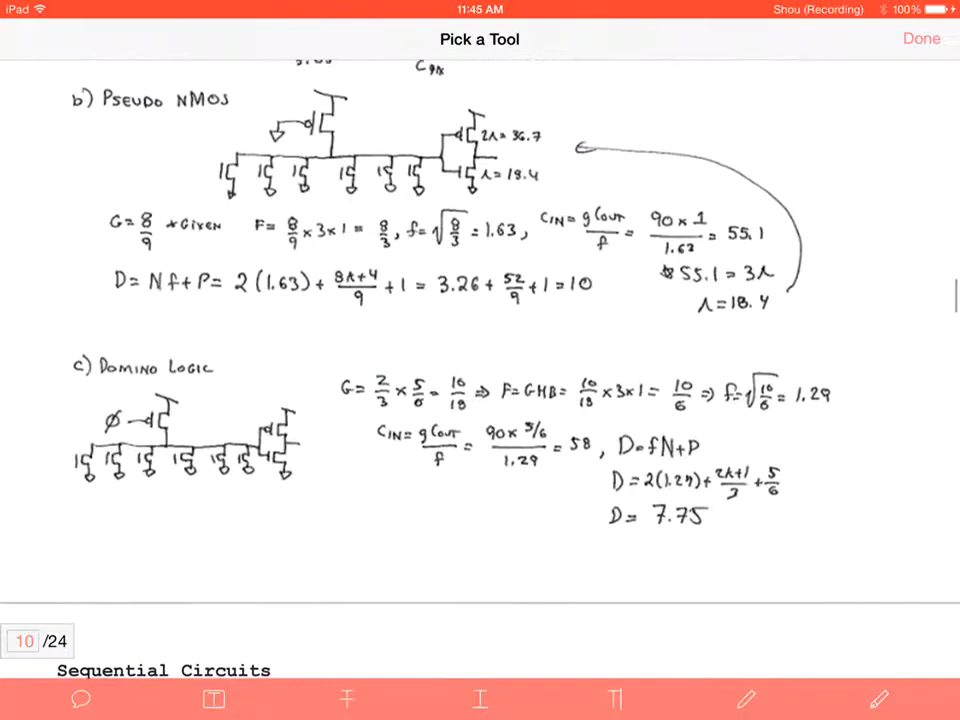 iPad 11:45 AM Shou (Recording) 100%
Pick a Tool Done
b) PSEUDO NMOS
2λ=36.7
λ=18.4
G=8/9 *GIVEN F=8/9×3×1=8/3, f=√8/3=1.63, CIN=gCout/f=90×1/1.63=55.1
55.1=3λ
λ=18.4
D=Nf+P=2(1.63)+8λ+4/9+1=3.26+52/9+1=10
c) DOMINO LOGIC
G=2/3×5/6=10/18⇒F=GHB=10/18×3×1=10/6⇒f=√10/6=1.29
Ø
CIN=gCout/f=90×5/6/1.29=58, D=fN+P
D=2(1.29)+2k+1/3+5/6
D=7.75
10 /24
Sequential Circuits